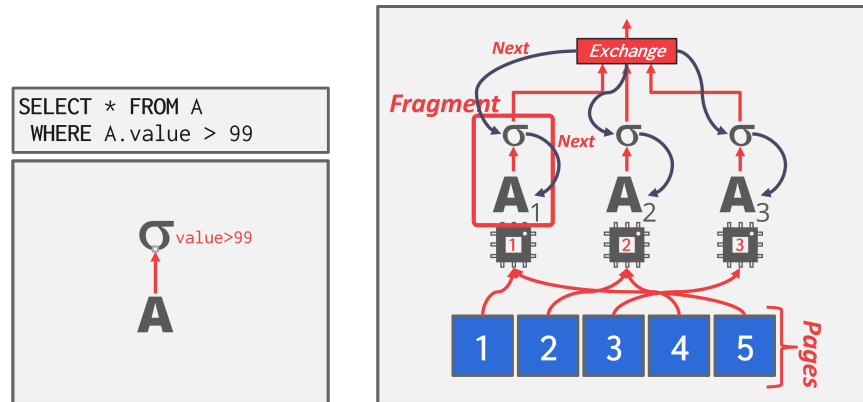 SELECT * FROM A
WHERE A.value > 99
σ value>99
A
Exchange
Next
Fragment
σ
Next
σ
σ
A1
A2
A3
1
2
3
1
2
3
4
5
Pages